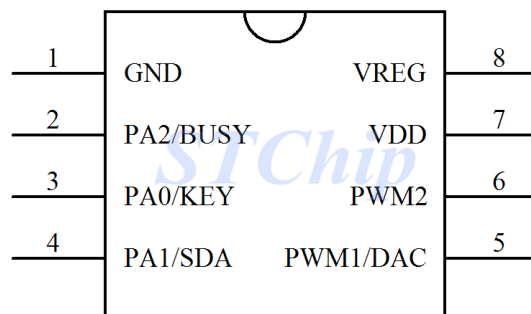 1 GND VREG 8
2 PA2/BUSY VDD 7
STChip
3 PA0/KEY PWM2 6
4 PA1/SDA PWM1/DAC 5